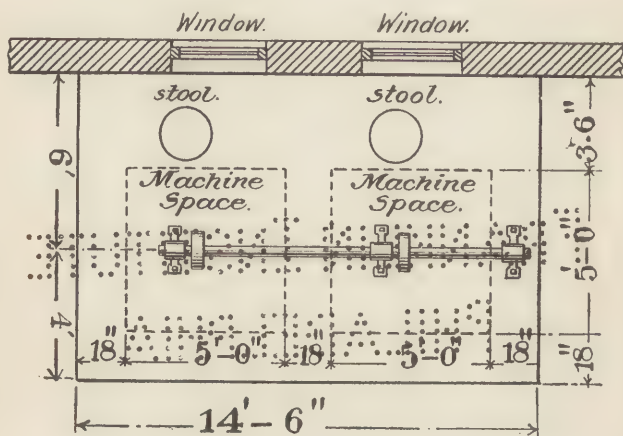 Window. Window.
stool. stool.
Machine Space. Machine Space.
6' 3'-6"
5'-0"
4'
18" 5'-0" 18" 5'-0" 18" 18"
14'-6"